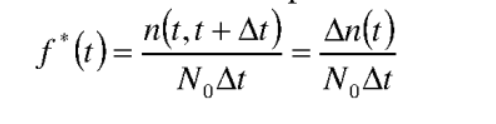 f*(t) = n(t, t + Δt) / N₀Δt = Δn(t) / N₀Δt